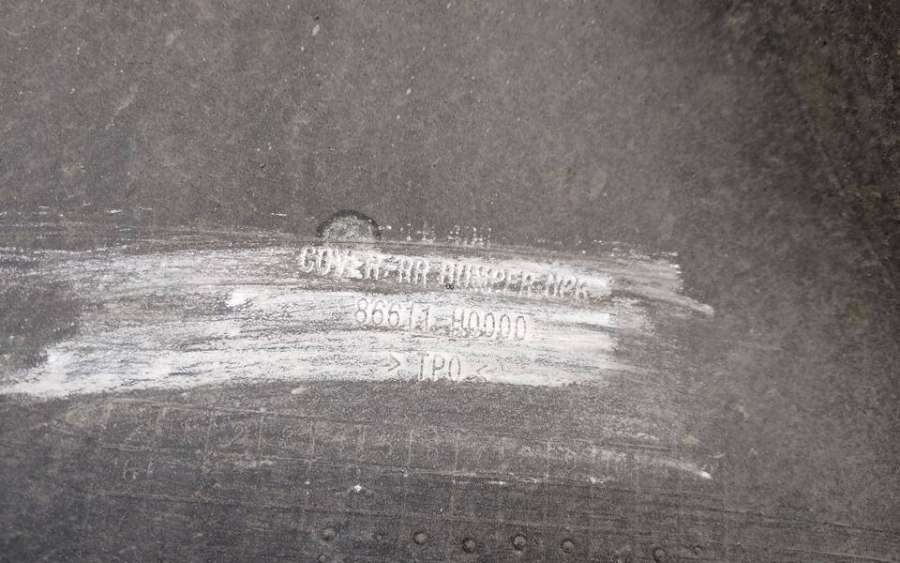 COVER-RR BUMPER UPR
86611-H0000
> TPO <